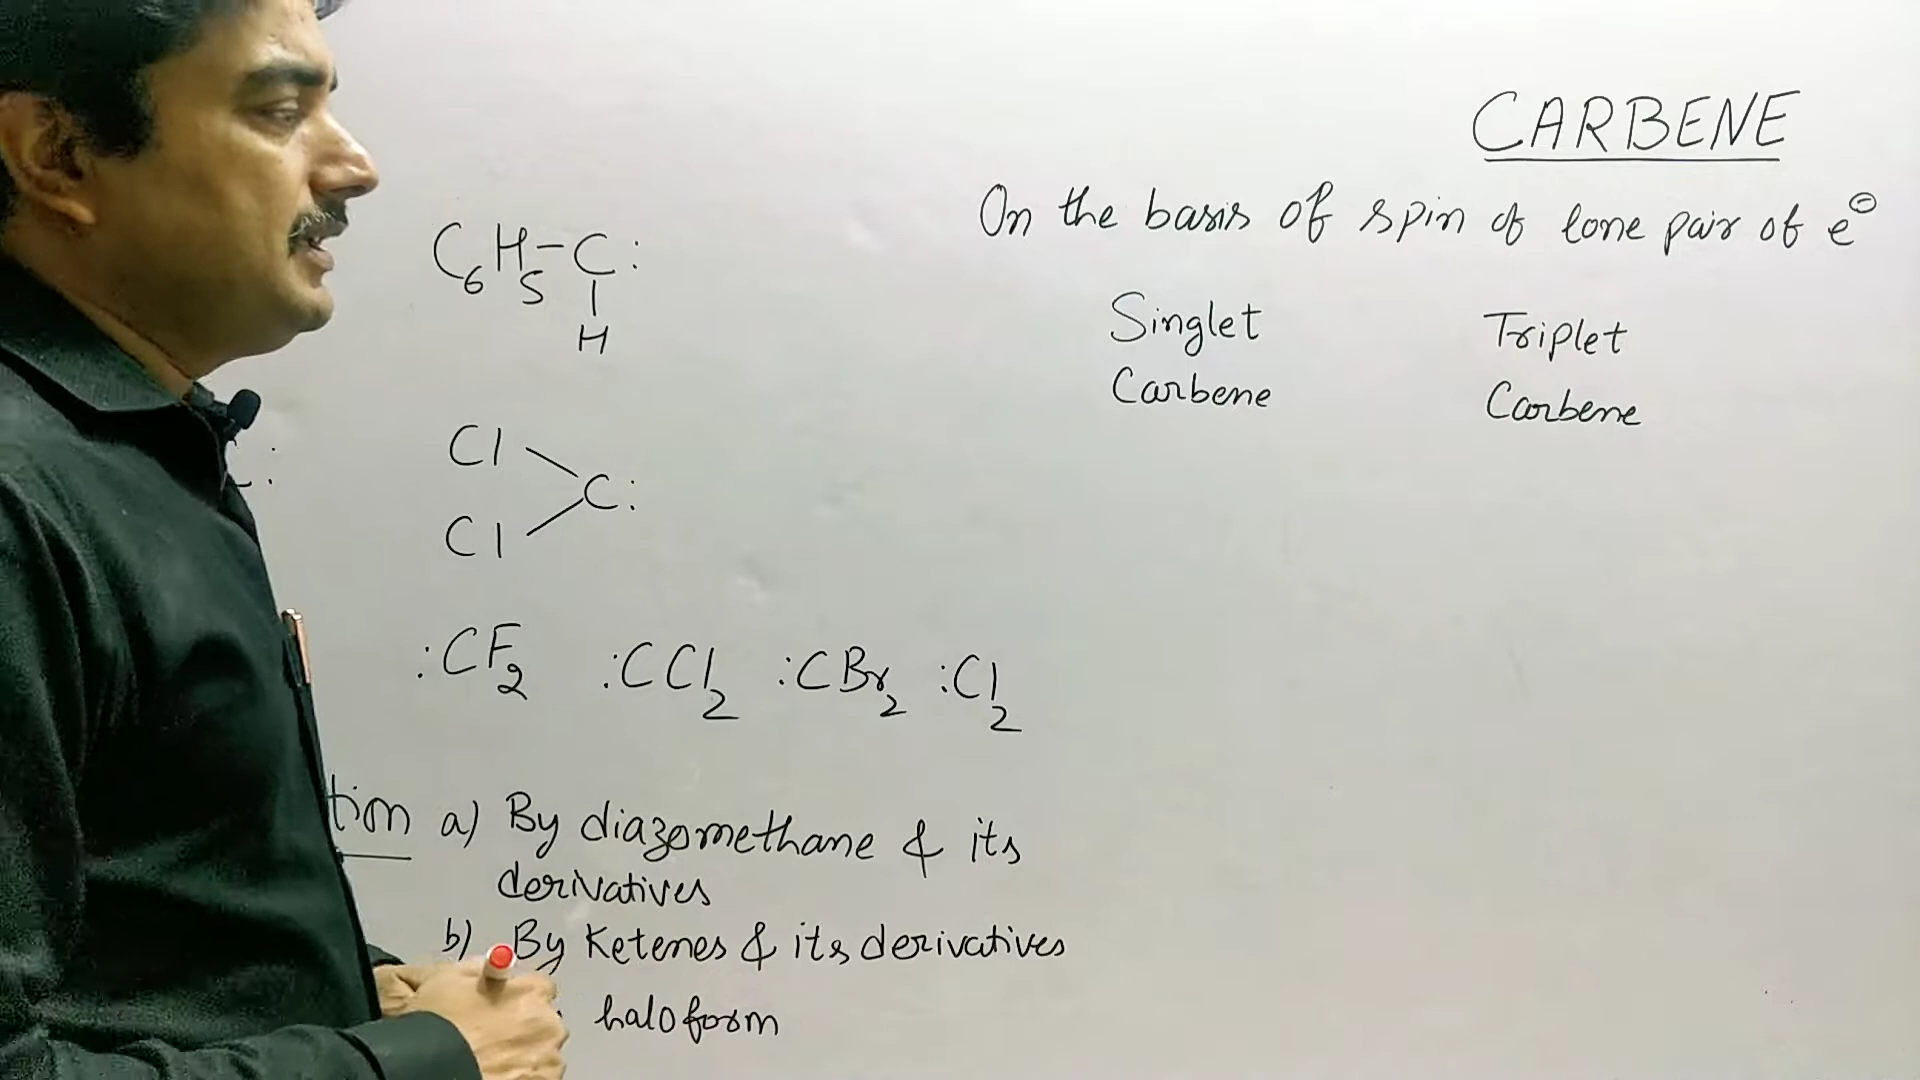 CARBENE
On the basis of spin of lone pair of e⊖
Singlet Carbene
Triplet Carbene
C6H5-C:
H
Cl
C:
Cl
C:
:CF2 :CCl2 :CBr2 :Cl2
tion a) By diazomethane & its
derivatives
b) By Ketenes & its derivatives
haloform